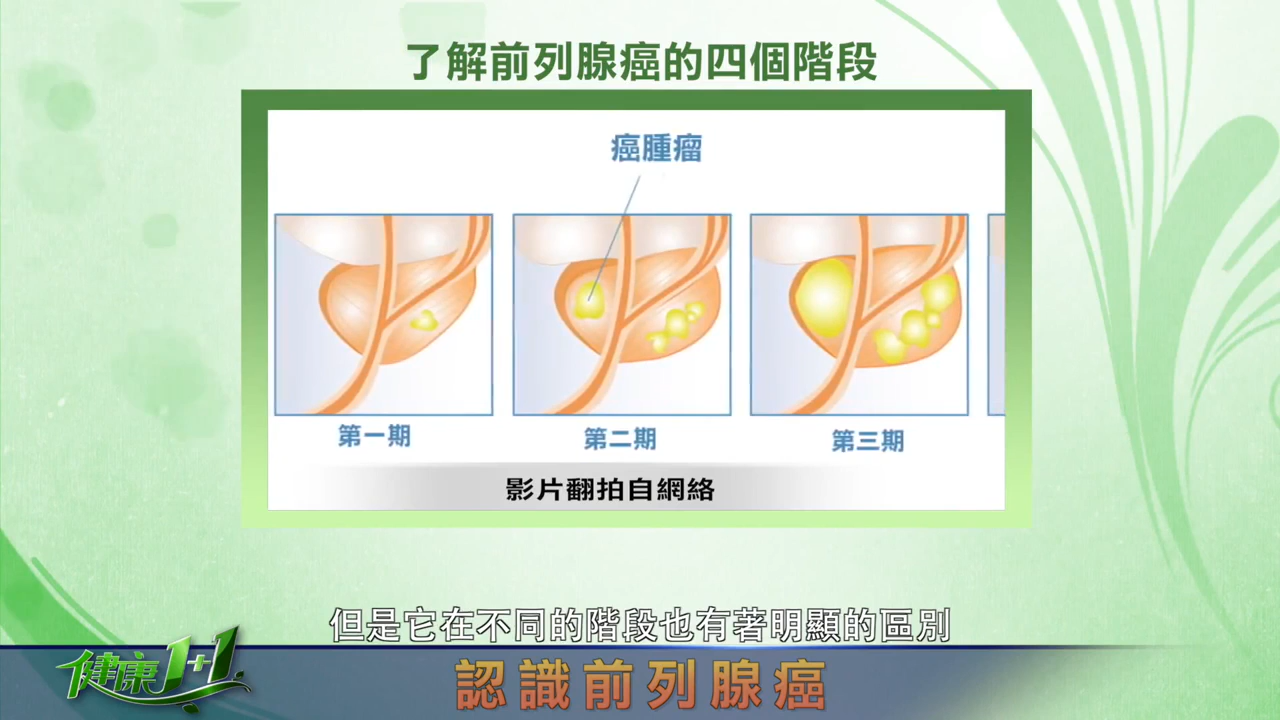 了解前列腺癌的四個階段
癌腫瘤
第一期
第二期
第三期
影片翻拍自網絡
但是它在不同的階段也有著明顯的區別
健康1+1
認識前列腺癌